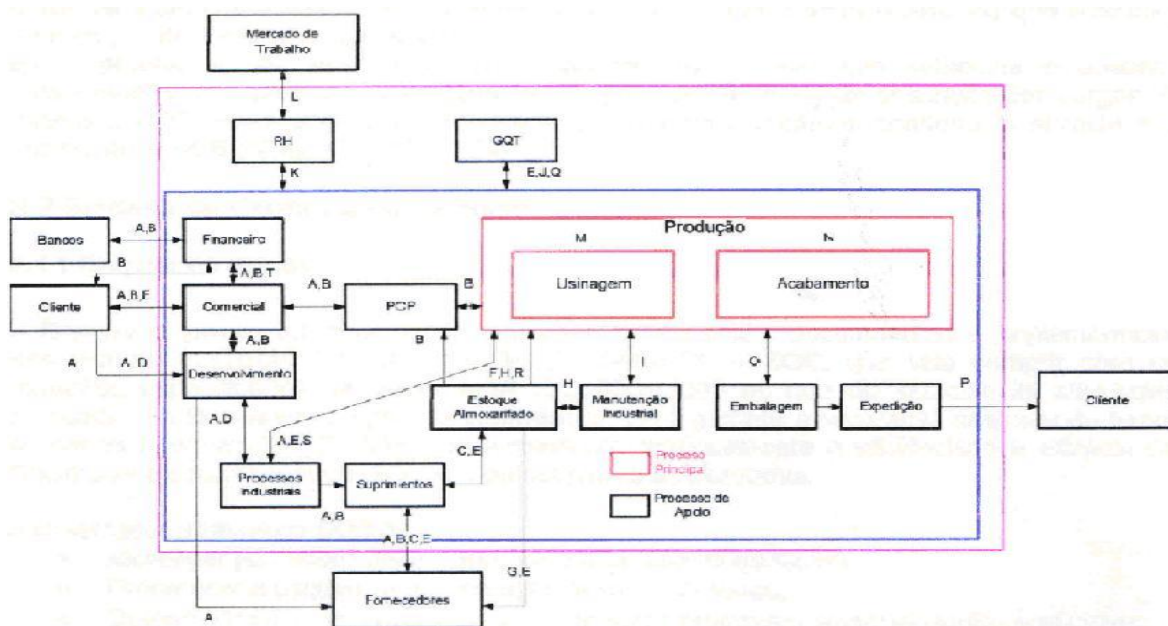 Mercado de
Trabalho
L
RH
GQT
K
E,J,Q
Produção
M
Bancos
A,B
Financeiro
Usinagem
Acabamento
B
A,B,T
Cliente
A,B,F
Comercial
A,B
PCP
B
A,B
B
A
A,D
Desenvolvimento
F,H,R
H
I
P
A,D
Estoque
Almoxarifado
Manutenção
Industrial
Embalagem
Expedição
Cliente
A,E,S
C,E
Processo
Principal
Processos
Industriais
Suprimentos
Processo de
Apoio
A,B
A,B,C,E
G,E
Fornecedores
A